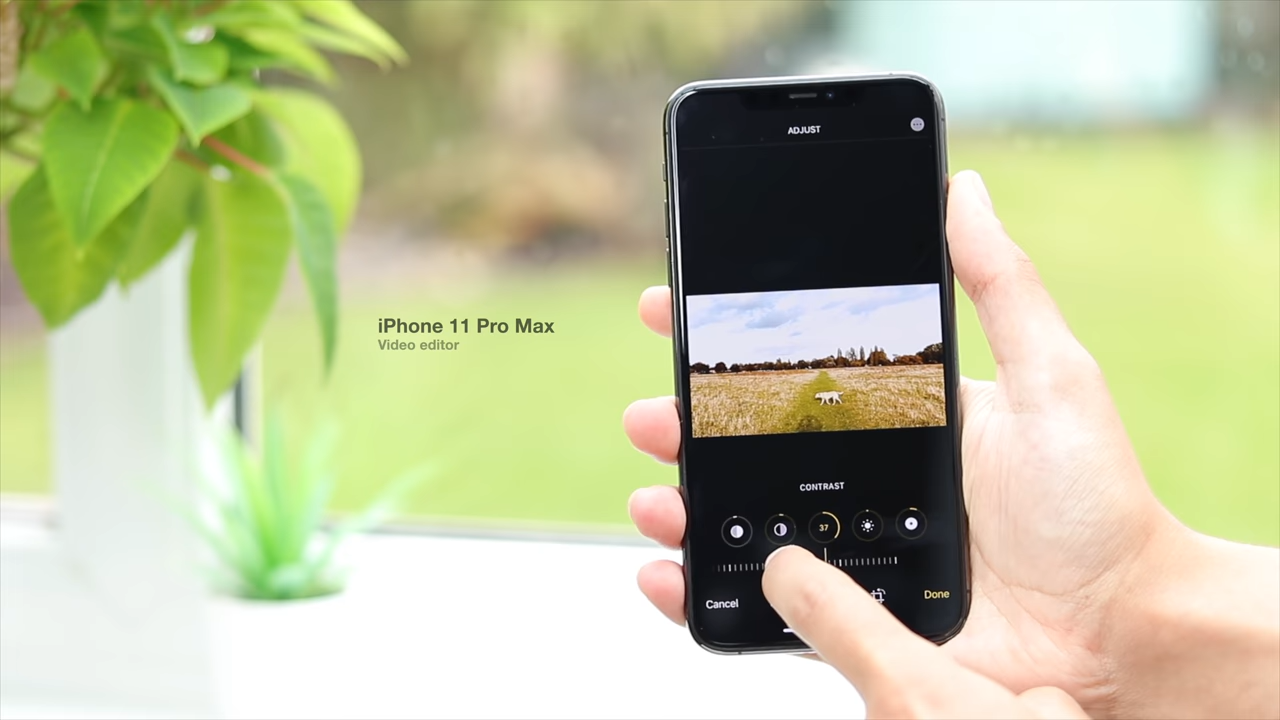 ADJUST
iPhone 11 Pro Max
Video editor
CONTRAST
37
Cancel
Done